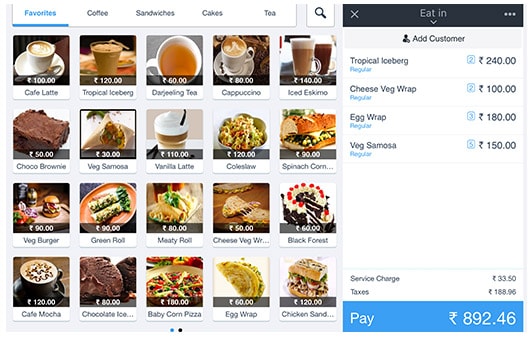 Favorites Coffee Sandwiches Cakes Tea
₹ 100.00 ₹ 120.00 ₹ 60.00 ₹ 80.00 ₹ 140.00
Cafe Latte Tropical Iceberg Darjeeling Tea Cappuccino Iced Eskimo
₹ 50.00 ₹ 30.00 ₹ 110.00 ₹ 120.00 ₹ 90.00
Choco Brownie Veg Samosa Vanilla Latte Coleslaw Spinach Corn...
₹ 90.00 ₹ 90.00 ₹ 80.00 ₹ 50.00 ₹ 60.00
Veg Burger Green Roll Meaty Roll Cheese Veg Wr... Black Forest
₹ 120.00 ₹ 80.00 ₹ 180.00 ₹ 60.00 ₹ 120.00
Cafe Mocha Chocolate Ice... Baby Corn Pizza Egg Wrap Chicken Sand...
Eat in
Add Customer
Tropical Iceberg 2 ₹ 240.00
Regular
Cheese Veg Wrap 2 ₹ 100.00
Regular
Egg Wrap 3 ₹ 180.00
Regular
Veg Samosa 5 ₹ 150.00
Regular
Service Charge ₹ 33.50
Taxes ₹ 188.96
Pay ₹ 892.46